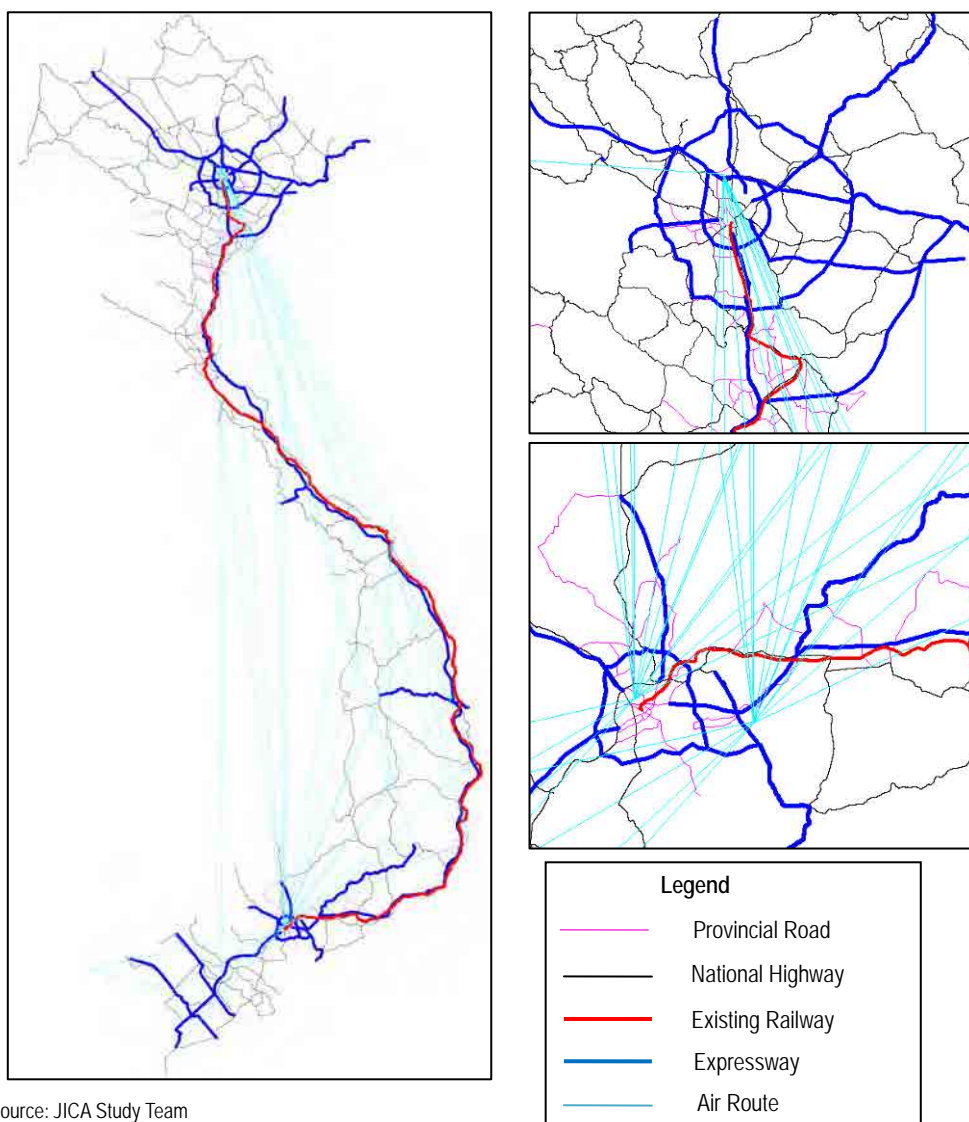 Legend
Provincial Road
National Highway
Existing Railway
Expressway
Air Route
ource: JICA Study Team